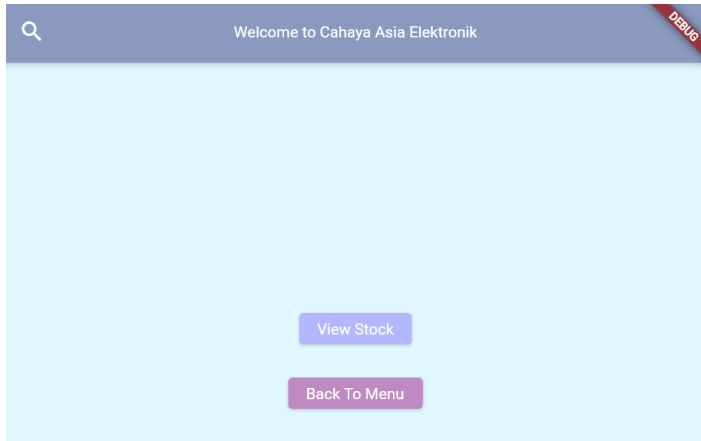 Welcome to Cahaya Asia Elektronik
DEBUG
View Stock
Back To Menu